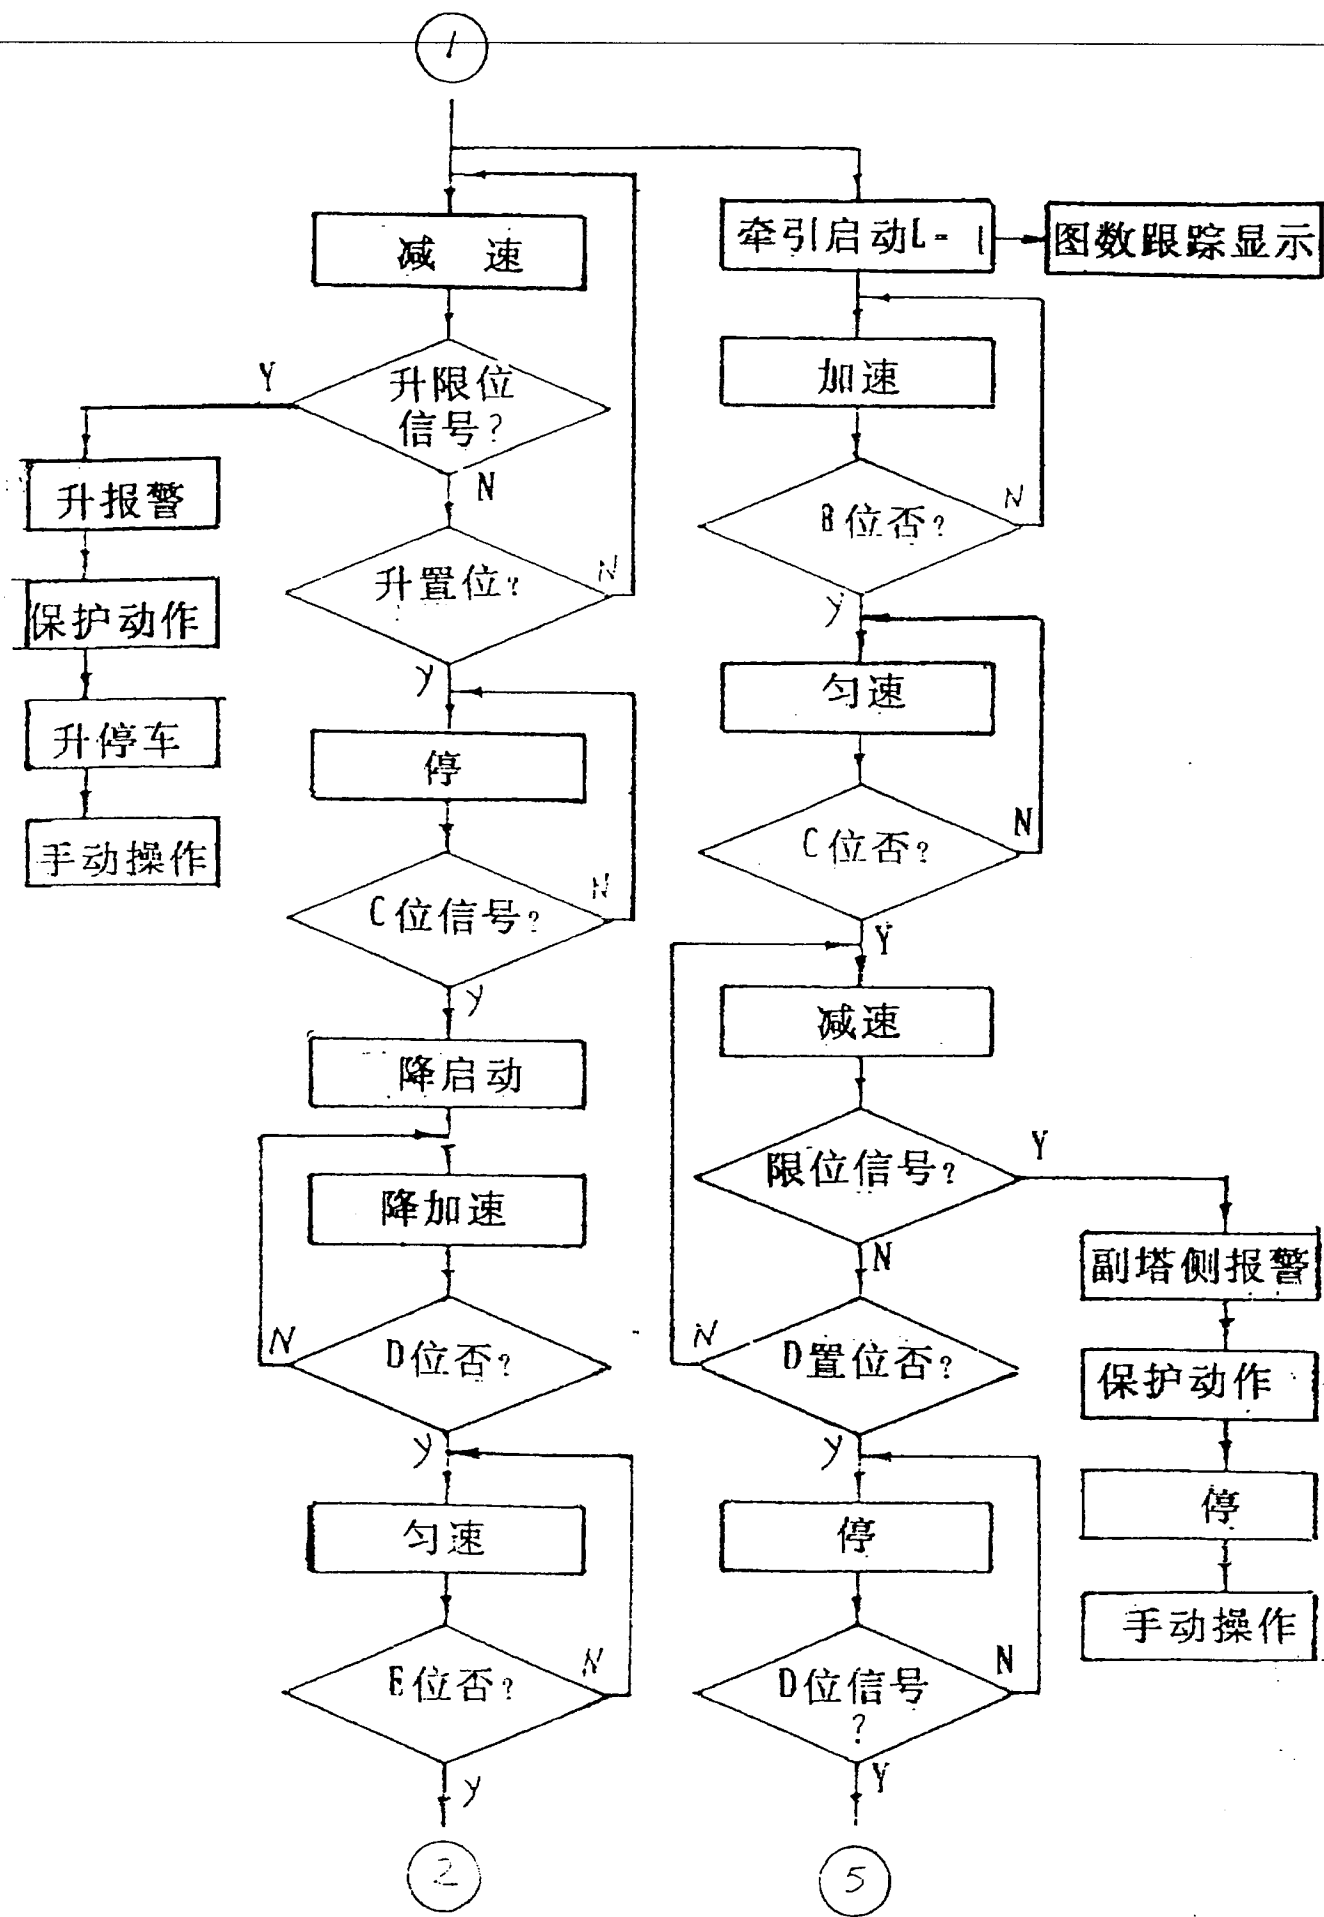 1
减 速
升限位
信号?
Y
N
升报警
保护动作
升停车
手动操作
升置位?
N
y
停
C位信号?
N
y
降启动
降加速
D位否?
N
y
匀速
E位否?
N
y
2
牵引启动L=1
图数跟踪显示
加速
B位否?
N
y
匀速
C位否?
N
Y
减速
限位信号?
Y
N
副塔侧报警
保护动作
停
手动操作
D置位否?
N
y
停
D位信号
?
N
Y
5